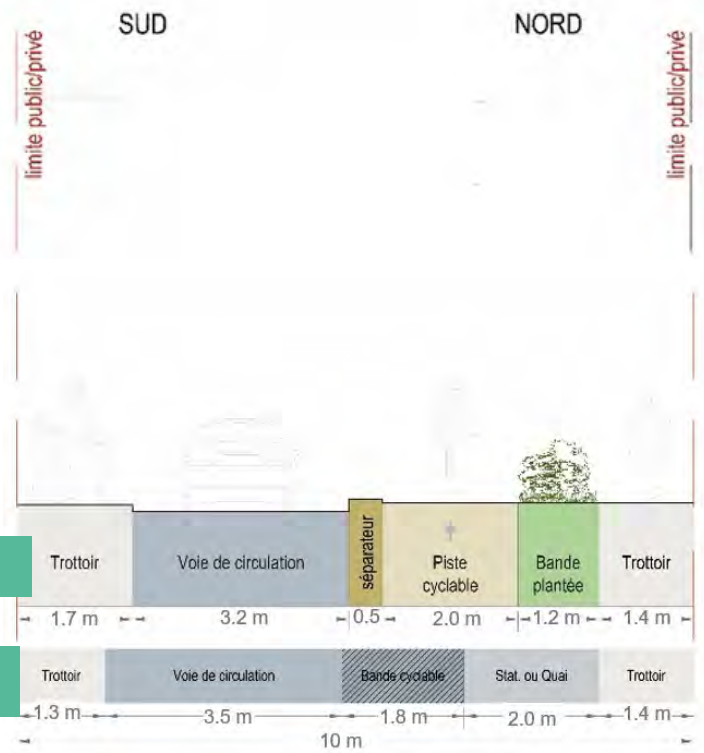 SUD
NORD
limite public/privé
limite public/privé
Trottoir
Voie de circulation
séparateur
Piste
cyclable
Bande
plantée
Trottoir
1.7 m
3.2 m
0.5
2.0 m
1.2 m
1.4 m
Trottoir
Voie de circulation
Bande cyclable
Stat. ou Quai
Trottoir
1.3 m
3.5 m
1.8 m
2.0 m
1.4 m
10 m